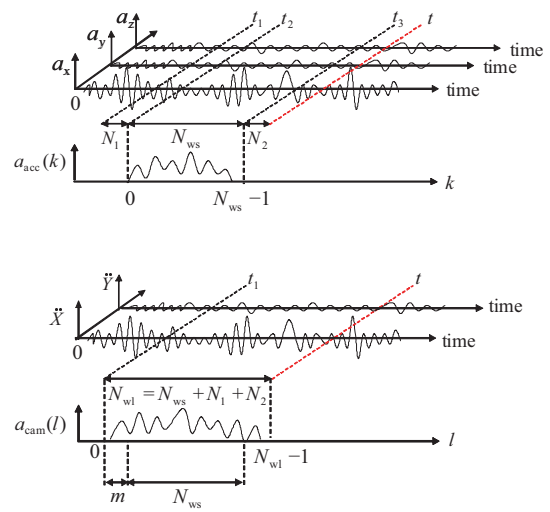 a_z t_1 t_2 t_3 t
a_y time
a_x time
0 time
N_1 N_ws N_2
a_acc(k)
0 N_ws −1 k
Ÿ t_1 t
Ẍ time
0 time
N_wl = N_ws + N_1 + N_2
a_cam(l)
0 N_wl −1 l
m N_ws